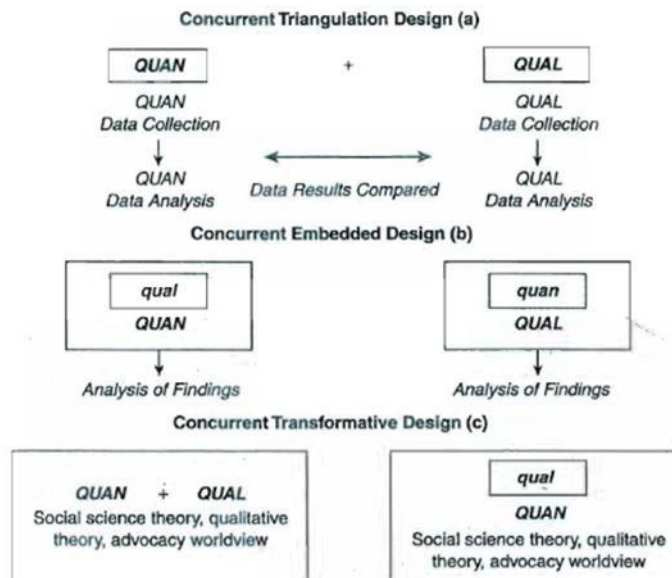 Concurrent Triangulation Design (a)
QUAN + QUAL
QUAN
Data Collection
QUAL
Data Collection
QUAN
Data Analysis
Data Results Compared
QUAL
Data Analysis
Concurrent Embedded Design (b)
qual
QUAN
quan
QUAL
Analysis of Findings
Analysis of Findings
Concurrent Transformative Design (c)
QUAN + QUAL
Social science theory, qualitative
theory, advocacy worldview
qual
QUAN
Social science theory, qualitative
theory, advocacy worldview